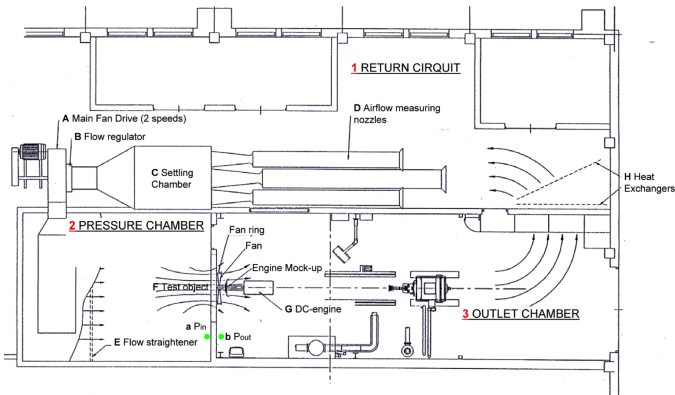 1 RETURN CIRQUIT
A Main Fan Drive (2 speeds)
B Flow regulator
D Airflow measuring
nozzles
C Settling
Chamber
H Heat
Exchangers
2 PRESSURE CHAMBER
Fan ring
Fan
Engine Mock-up
F Test object
G DC-engine
3 OUTLET CHAMBER
a Pin
b Pout
E Flow straightener